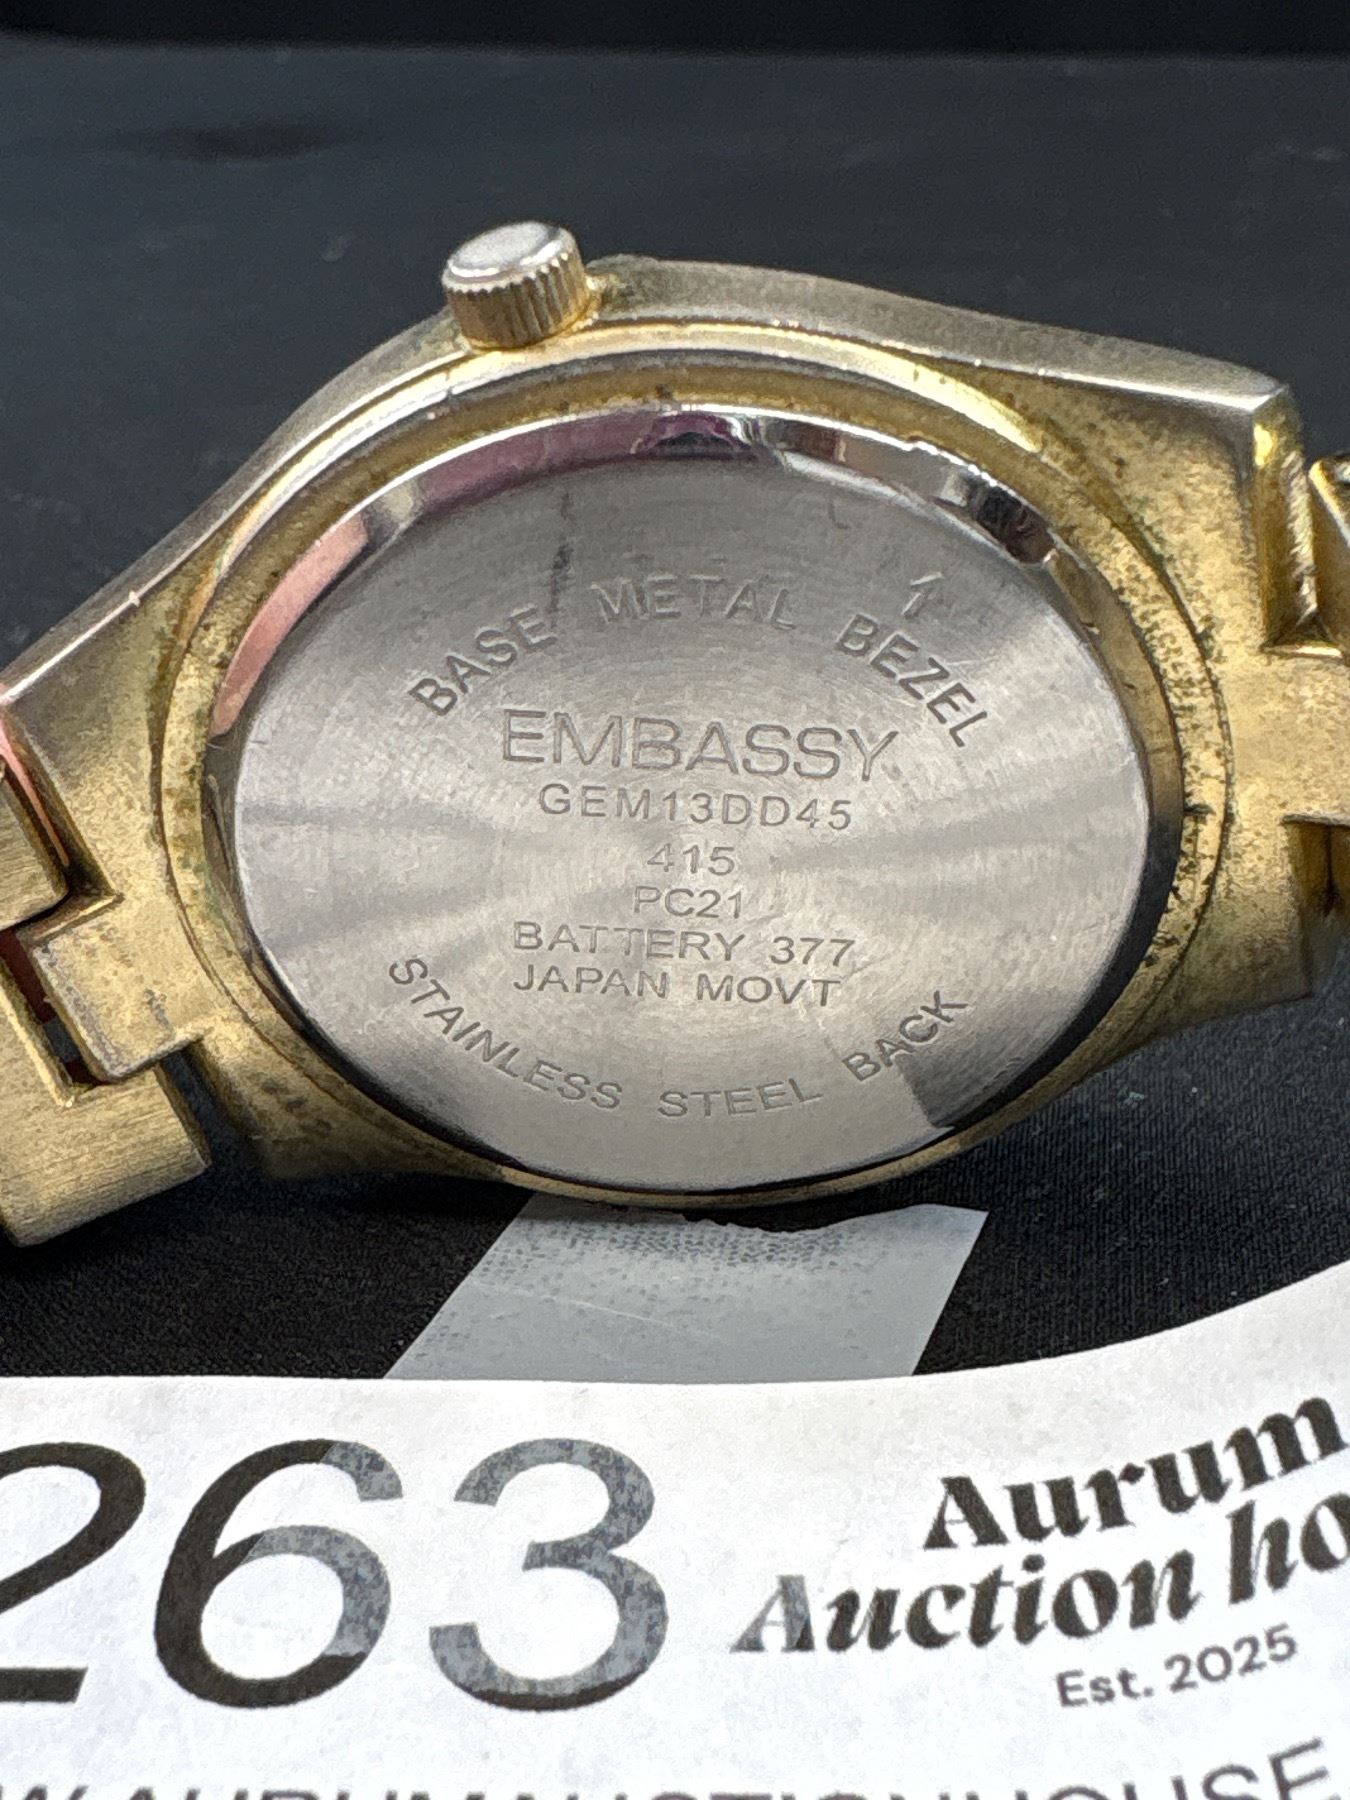 BASE METAL BEZEL
EMBASSY
GEM13DD45
415
PC21
BATTERY 377
JAPAN MOVT
STAINLESS STEEL BACK
263
Aurum
Auction ho
Est. 2025
W.AURUMAUCTIONHOUSE.